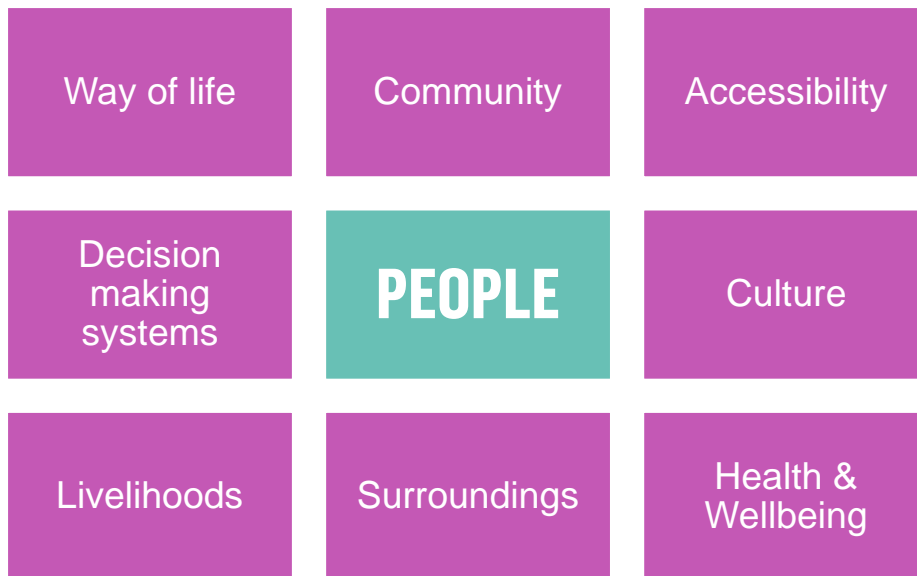 Way of life
Community
Accessibility
Decision
making
systems
PEOPLE
Culture
Livelihoods
Surroundings
Health &
Wellbeing